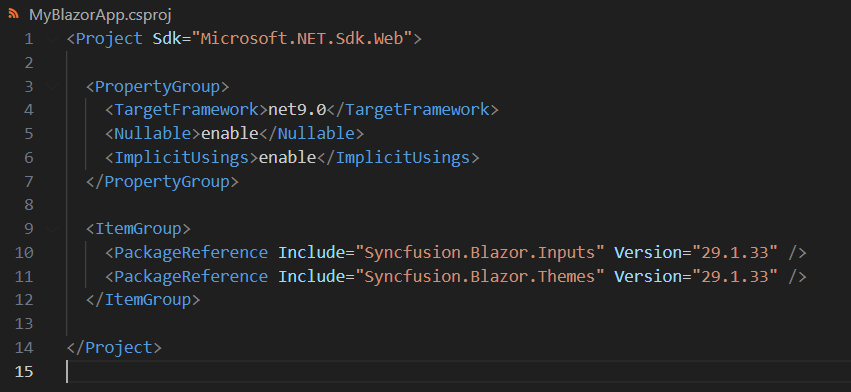 MyBlazorApp.csproj
1 <Project Sdk="Microsoft.NET.Sdk.Web">
2
3   <PropertyGroup>
4     <TargetFramework>net9.0</TargetFramework>
5     <Nullable>enable</Nullable>
6     <ImplicitUsings>enable</ImplicitUsings>
7   </PropertyGroup>
8
9   <ItemGroup>
10     <PackageReference Include="Syncfusion.Blazor.Inputs" Version="29.1.33" />
11     <PackageReference Include="Syncfusion.Blazor.Themes" Version="29.1.33" />
12   </ItemGroup>
13
14 </Project>
15